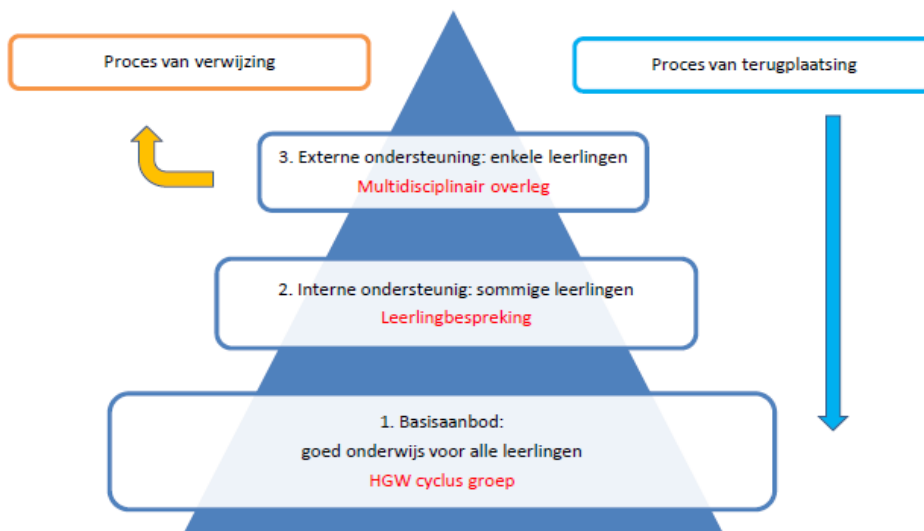 Proces van verwijzing
Proces van terugplaatsing
3. Externe ondersteuning: enkele leerlingen
Multidisciplinair overleg
2. Interne ondersteunig: sommige leerlingen
Leerlingbespreking
1. Basisaanbod:
goed onderwijs voor alle leerlingen
HGW cyclus groep